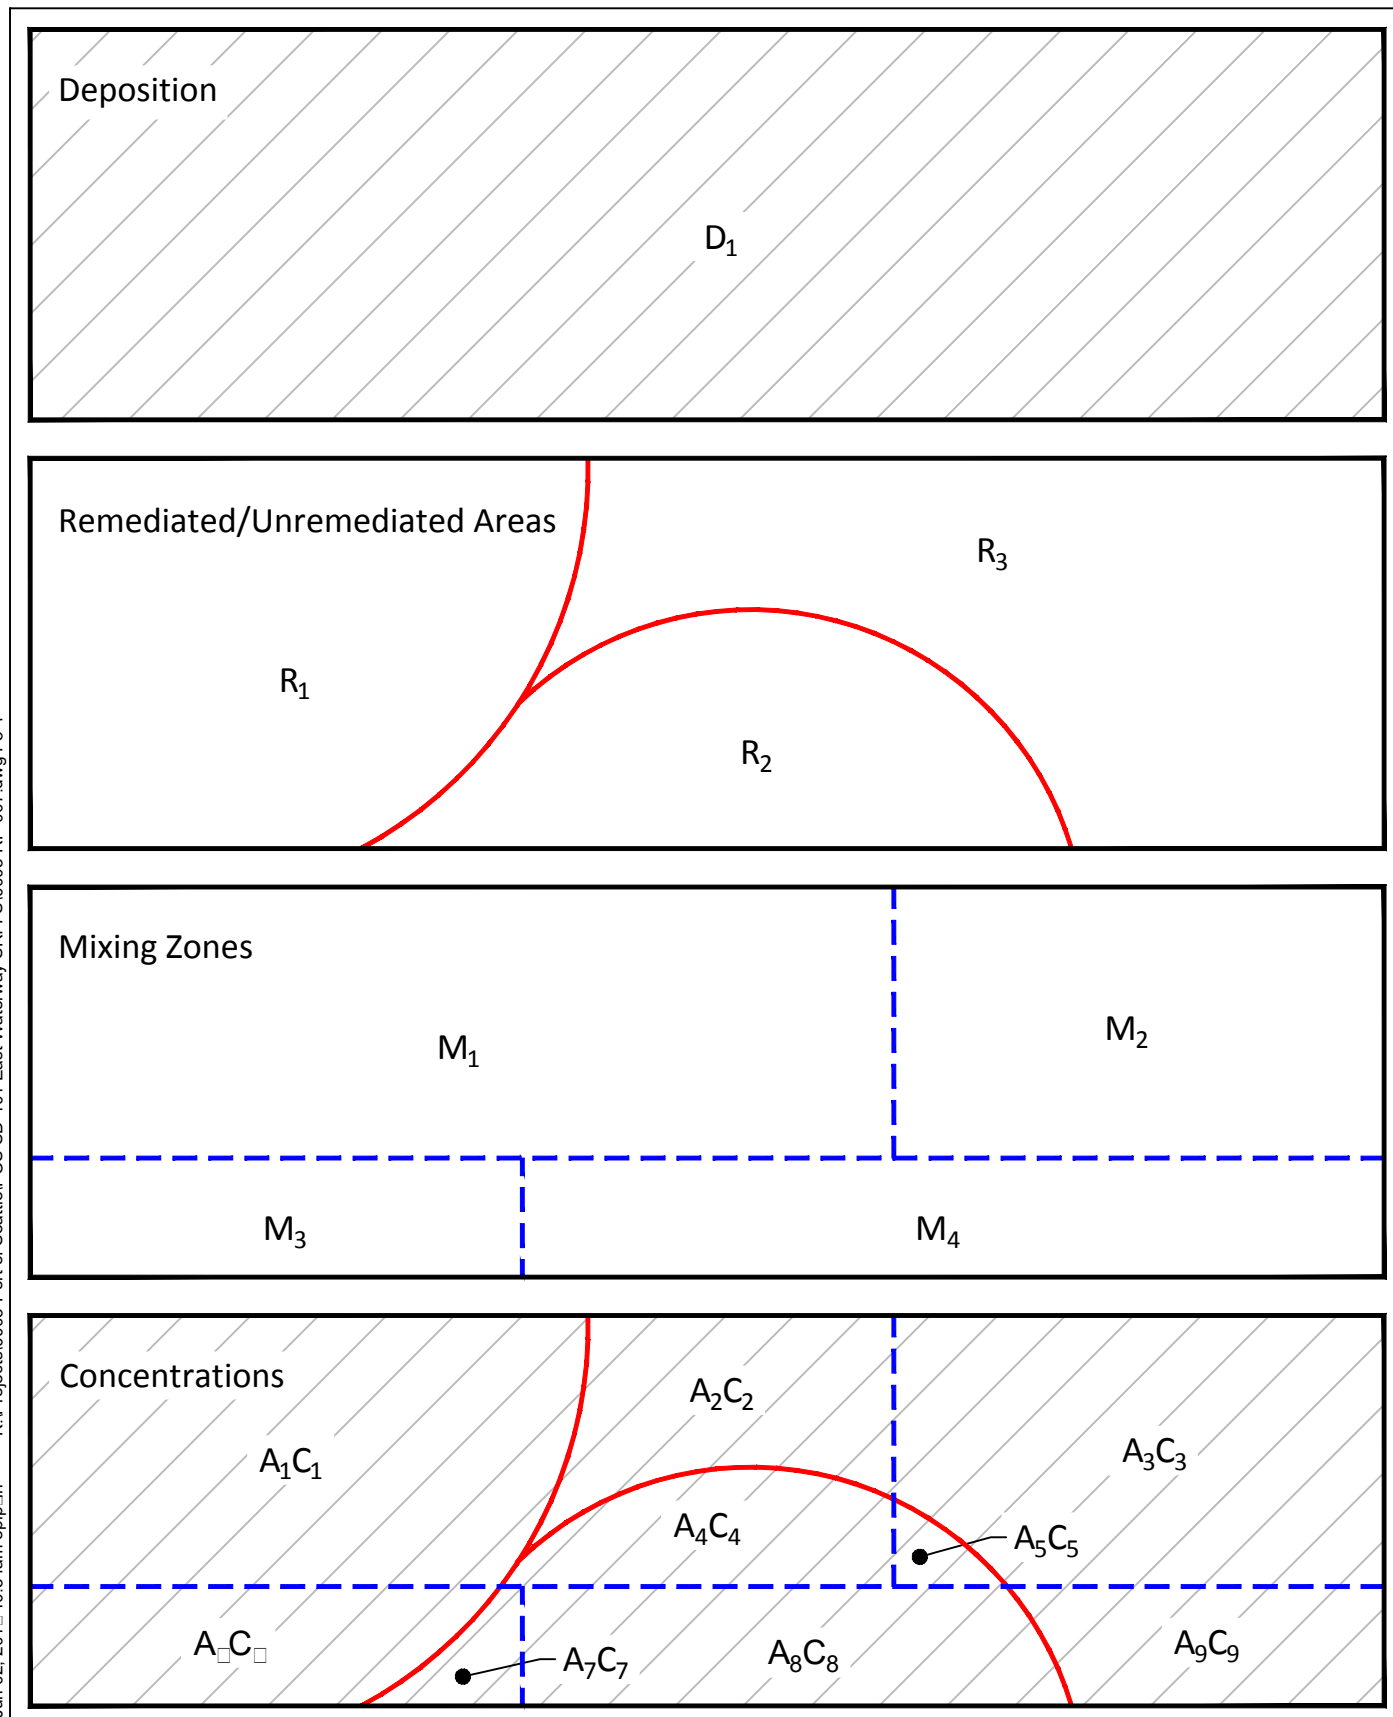 Deposition
D₁
Remediated/Unremediated Areas
R₃
R₁
R₂
Mixing Zones
M₂
M₁
M₃
M₄
Concentrations
A₂C₂
A₃C₃
A₁C₁
A₄C₄
A₅C₅
A□C□
A₇C₇
A₈C₈
A₉C₉